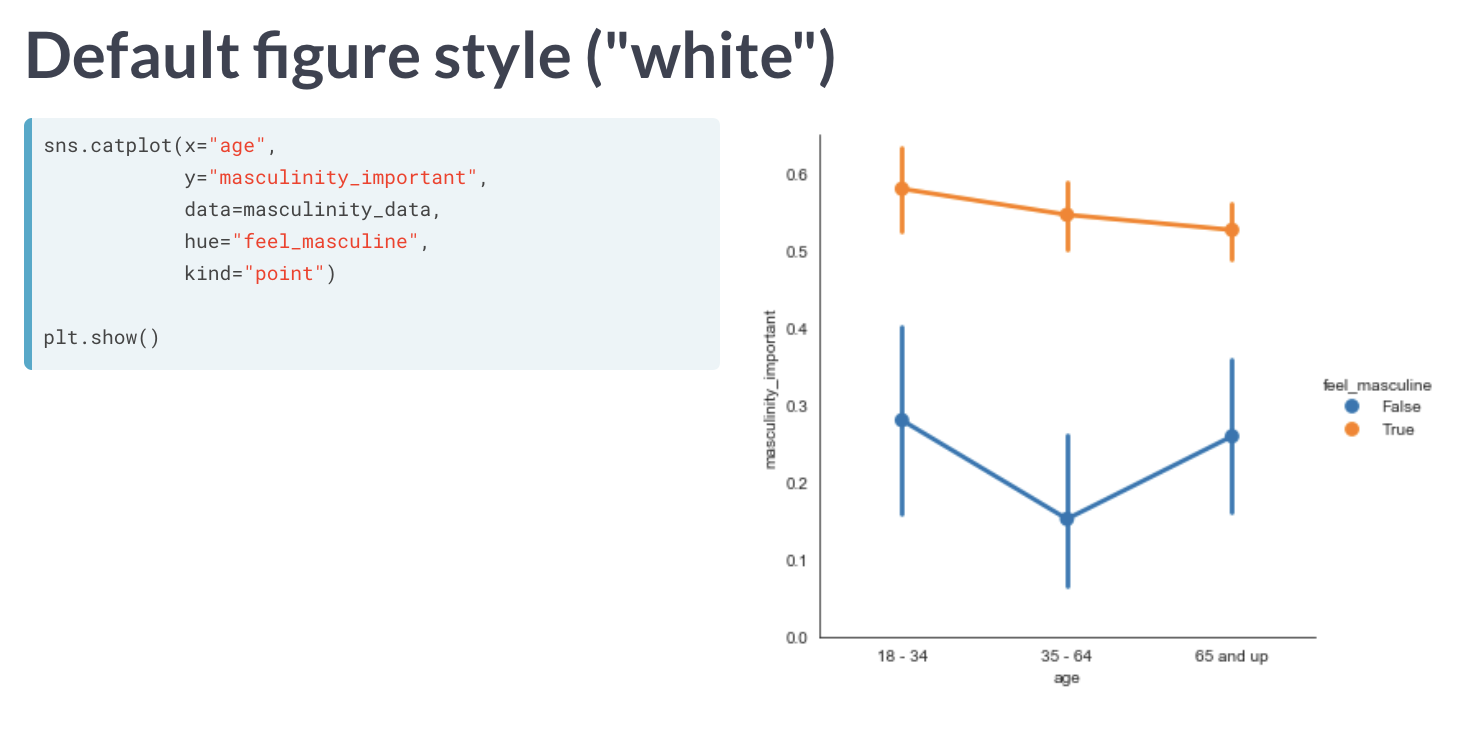 Default figure style ("white")
sns.catplot(x="age",
            y="masculinity_important",
            data=masculinity_data,
            hue="feel_masculine",
            kind="point")
plt.show()
0.6
0.5
0.4
0.3
0.2
0.1
0.0
masculinity_important
18 - 34
35 - 64
65 and up
age
feel_masculine
False
True